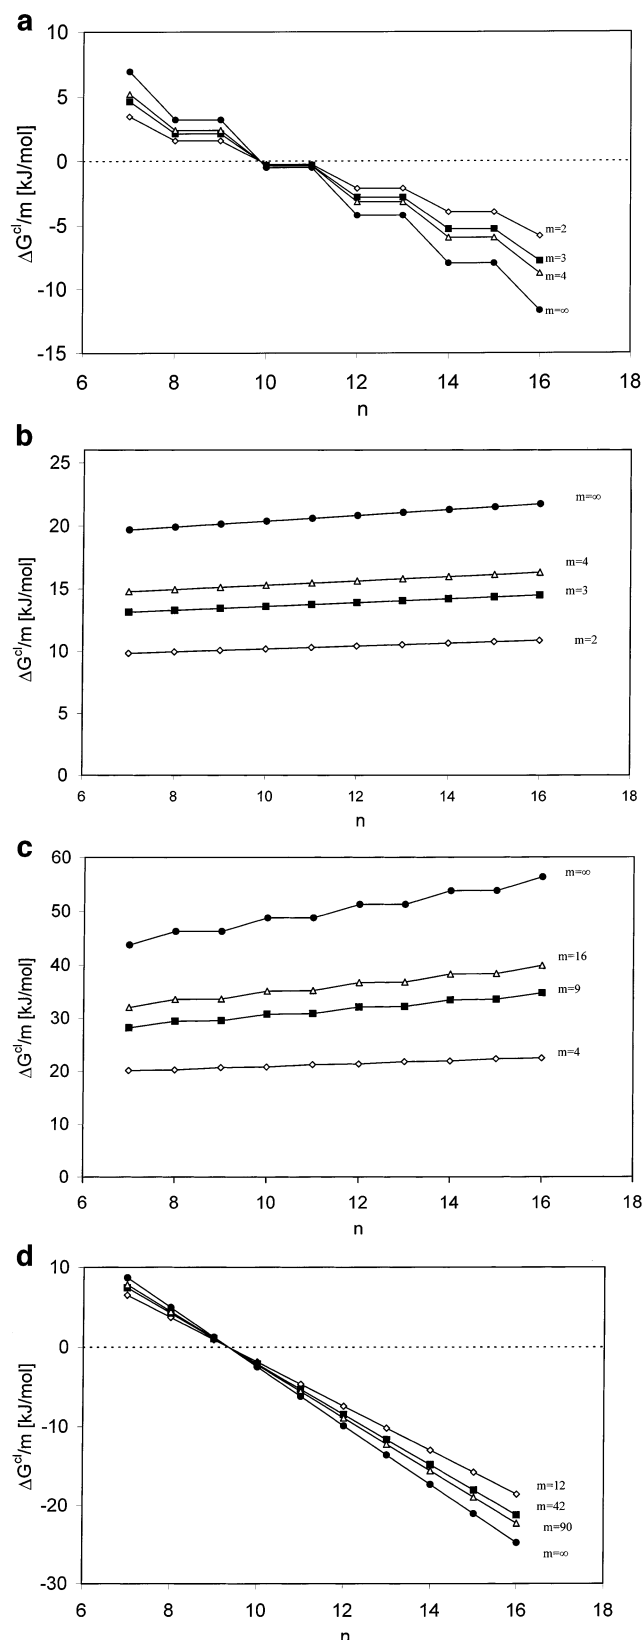 a
10
5
0
-5
-10
-15
ΔG^cl/m [kJ/mol]
m=2
m=3
m=4
m=∞
6 8 10 12 14 16 18
n
b
25
20
15
10
5
0
ΔG^cl/m [kJ/mol]
m=∞
m=4
m=3
m=2
6 8 10 12 14 16 18
n
c
60
50
40
30
20
10
0
ΔG^cl/m [kJ/mol]
m=∞
m=16
m=9
m=4
6 8 10 12 14 16 18
n
d
10
0
-10
-20
-30
ΔG^cl/m [kJ/mol]
m=12
m=42
m=90
m=∞
6 8 10 12 14 16 18
n